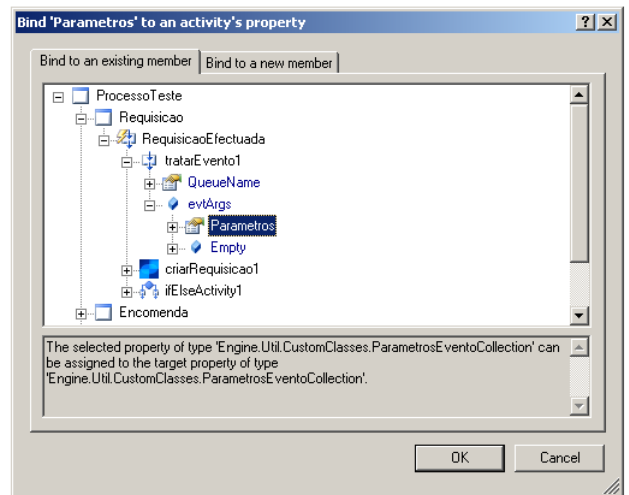 Bind 'Parametros' to an activity's property
Bind to an existing member
Bind to a new member
ProcessoTeste
Requisicao
RequisicaoEfectuada
tratarEvento1
QueueName
evtArgs
Parametros
Empty
criarRequisicao1
ifElseActivity1
Encomenda
The selected property of type 'Engine.Util.CustomClasses.ParametrosEventoCollection' can
be assigned to the target property of type
'Engine.Util.CustomClasses.ParametrosEventoCollection'.
OK
Cancel